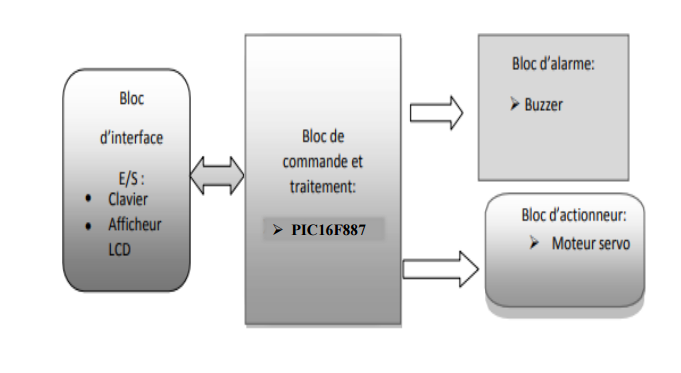 Bloc
d'interface
E/S :
• Clavier
• Afficheur
LCD
Bloc de
commande et
traitement:
➢ PIC16F887
Bloc d'alarme:
➢ Buzzer
Bloc d'actionneur:
➢ Moteur servo